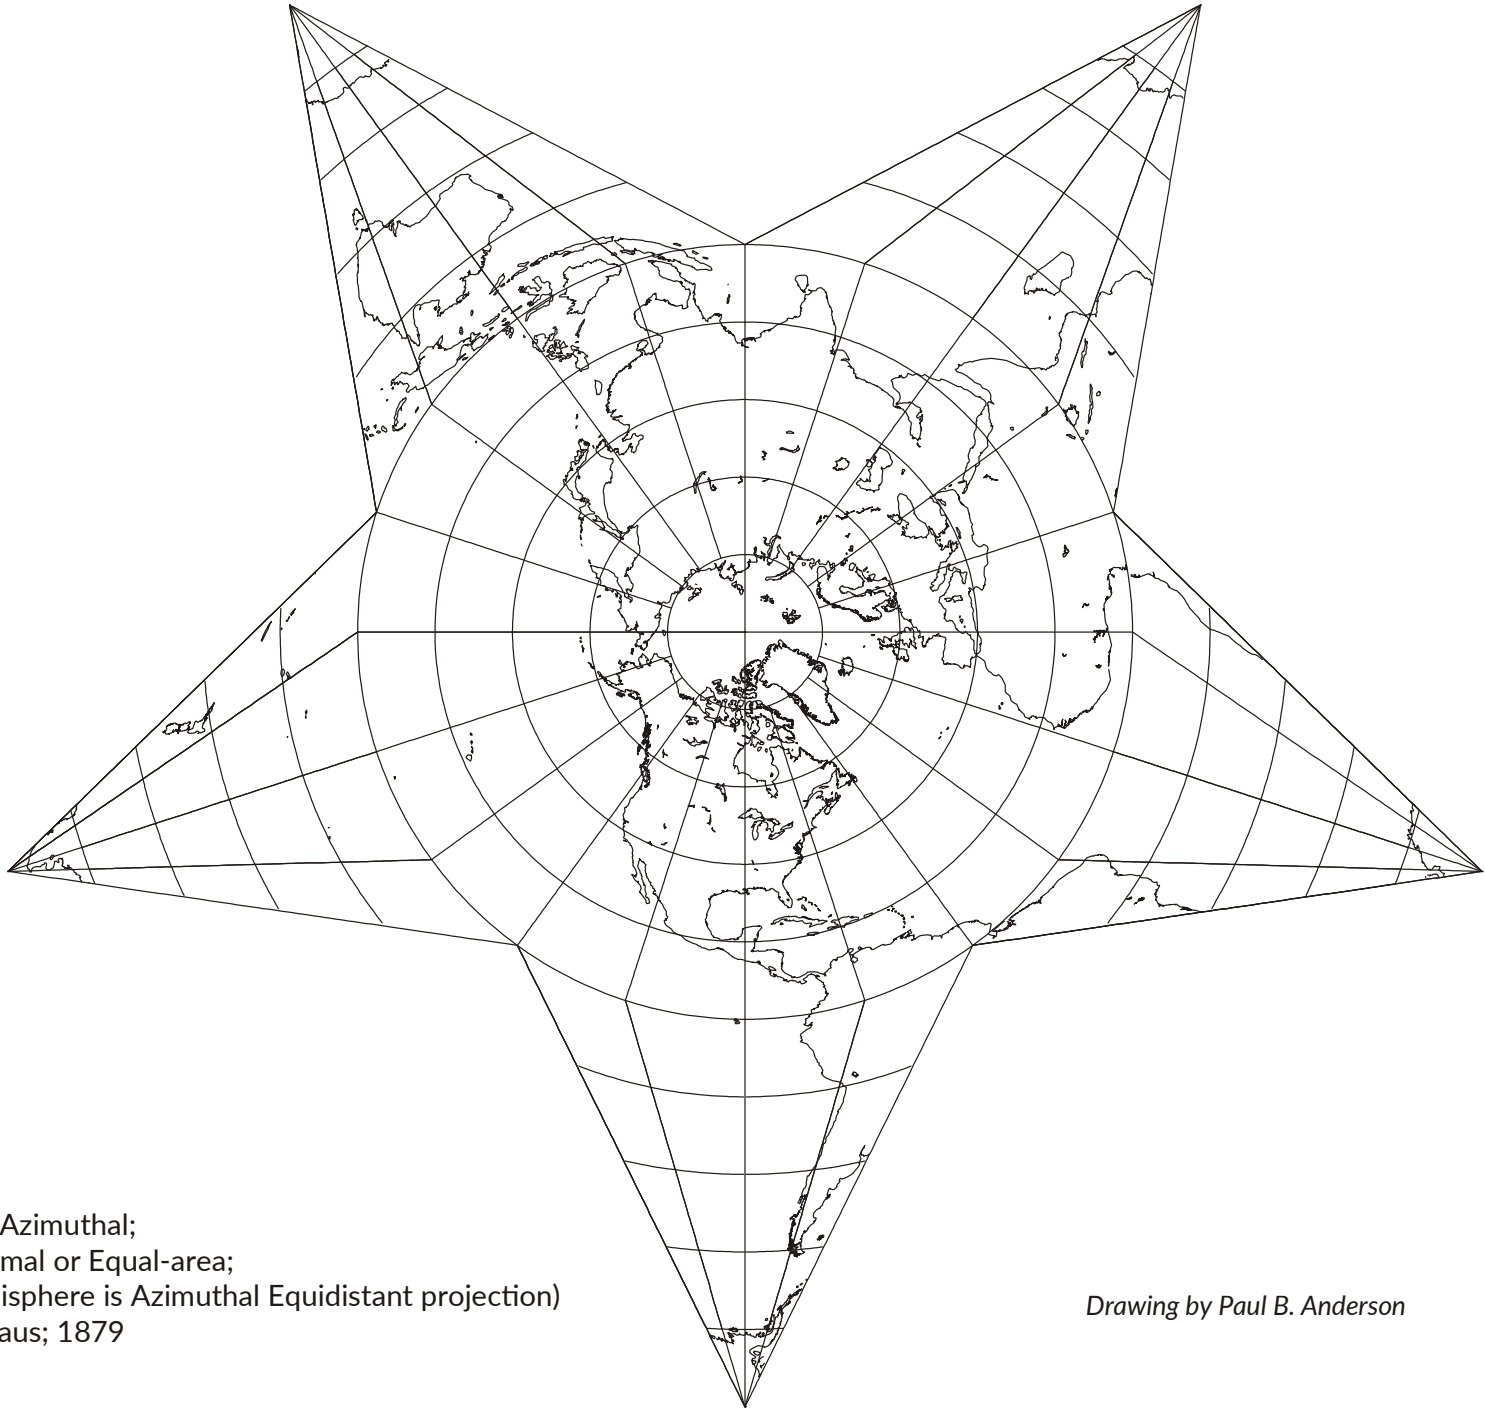 Azimuthal;
mal or Equal-area;
isphere is Azimuthal Equidistant projection)
aus; 1879
Drawing by Paul B. Anderson